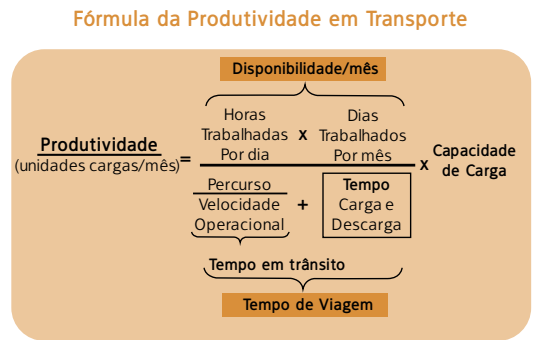 Fórmula da Produtividade em Transporte
Disponibilidade/mês
Horas
Trabalhadas
Por dia
x
Dias
Trabalhados
Por mês
Produtividade
(unidades cargas/mês)
=
x
Capacidade
de Carga
Percurso
Velocidade
Operacional
+
Tempo
Carga e
Descarga
Tempo em trânsito
Tempo de Viagem